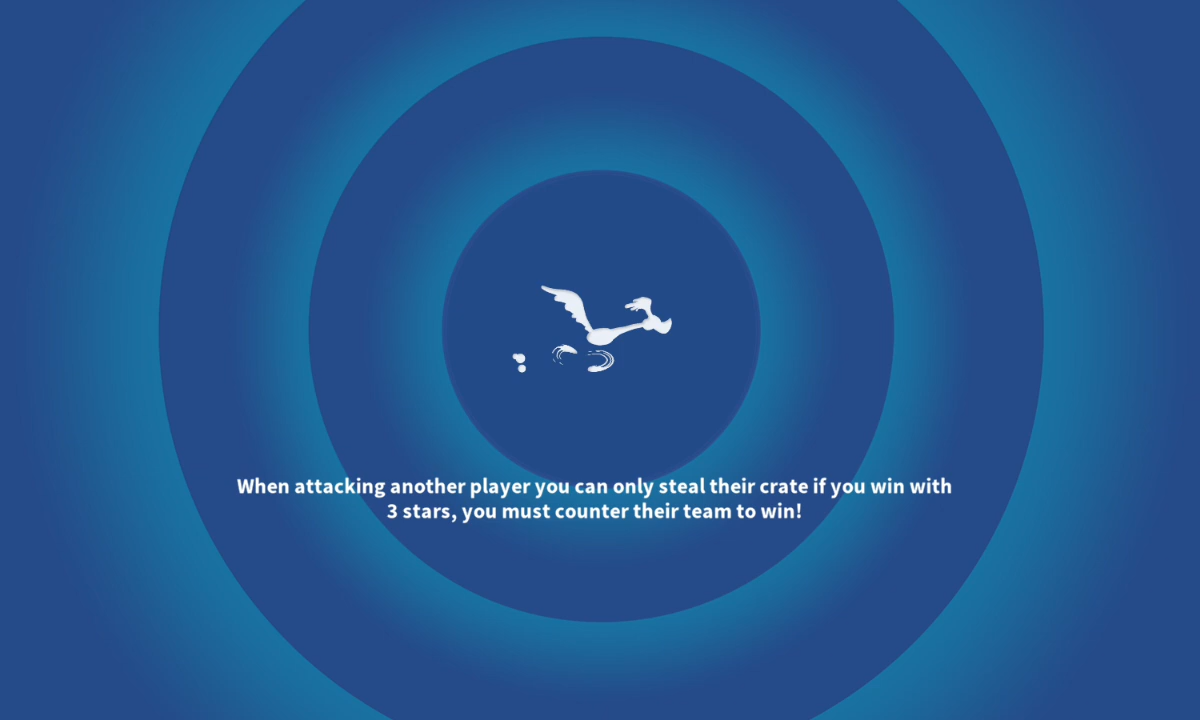 When attacking another player you can only steal their crate if you win with
3 stars, you must counter their team to win!